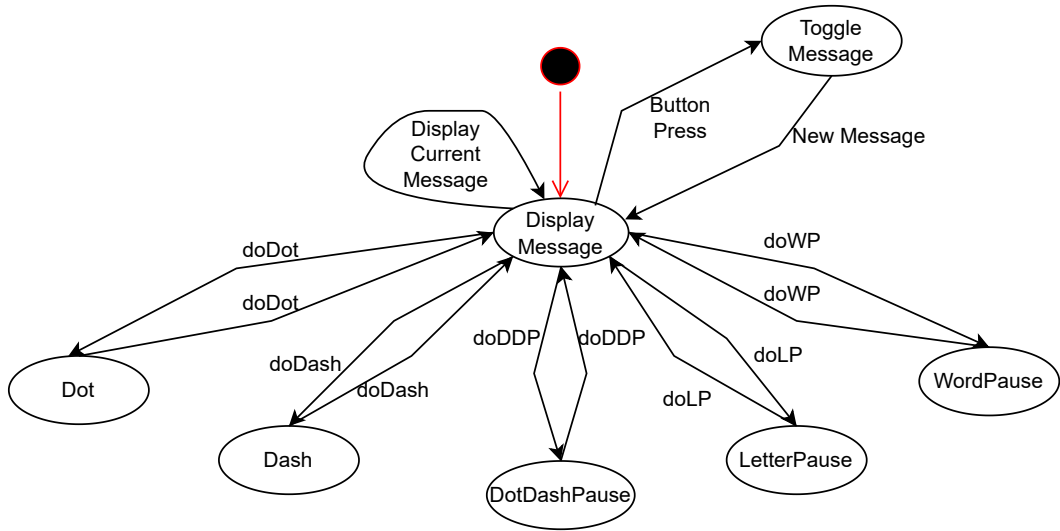 Toggle
Message
Button
Press
New Message
Display
Current
Message
Display
Message
doDot
doDot
doDash
doDash
doDDP
doDDP
doLP
doLP
doWP
doWP
Dot
Dash
DotDashPause
LetterPause
WordPause